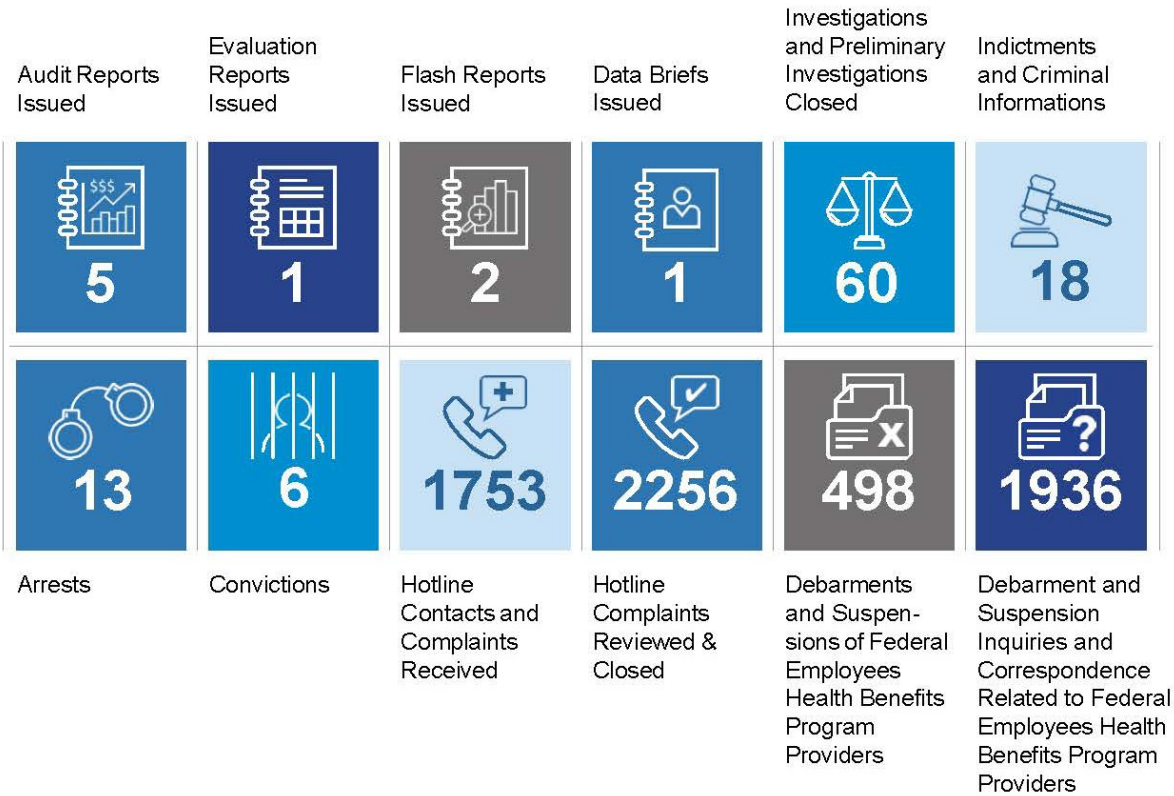 Audit Reports
Issued
Evaluation
Reports
Issued
Flash Reports
Issued
Data Briefs
Issued
Investigations
and Preliminary
Investigations
Closed
Indictments
and Criminal
Informations
$$$
5
1
2
1
60
18
13
6
1753
2256
498
1936
Arrests
Convictions
Hotline
Contacts and
Complaints
Received
Hotline
Complaints
Reviewed &
Closed
Debarments
and Suspen-
sions of Federal
Employees
Health Benefits
Program
Providers
Debarment and
Suspension
Inquiries and
Correspondence
Related to Federal
Employees Health
Benefits Program
Providers